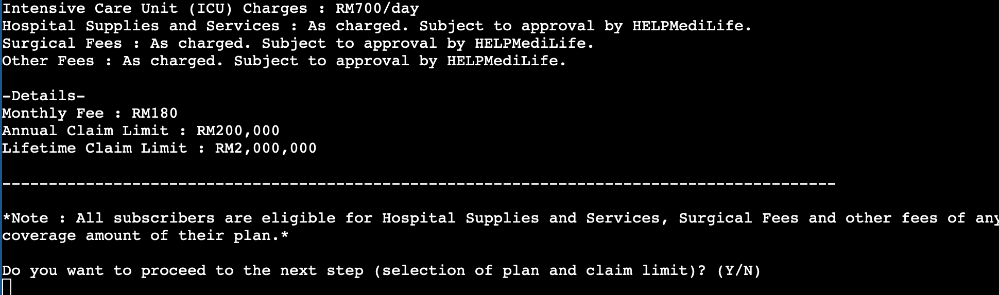 Intensive Care Unit (ICU) Charges : RM700/day
Hospital Supplies and Services : As charged. Subject to approval by HELPMediLife.
Surgical Fees : As charged. Subject to approval by HELPMediLife.
Other Fees : As charged. Subject to approval by HELPMediLife.
-Details-
Monthly Fee : RM180
Annual Claim Limit : RM200,000
Lifetime Claim Limit : RM2,000,000
------------------------------------------------------------------------------------------
*Note : All subscribers are eligible for Hospital Supplies and Services, Surgical Fees and other fees of any
coverage amount of their plan.*
Do you want to proceed to the next step (selection of plan and claim limit)? (Y/N)